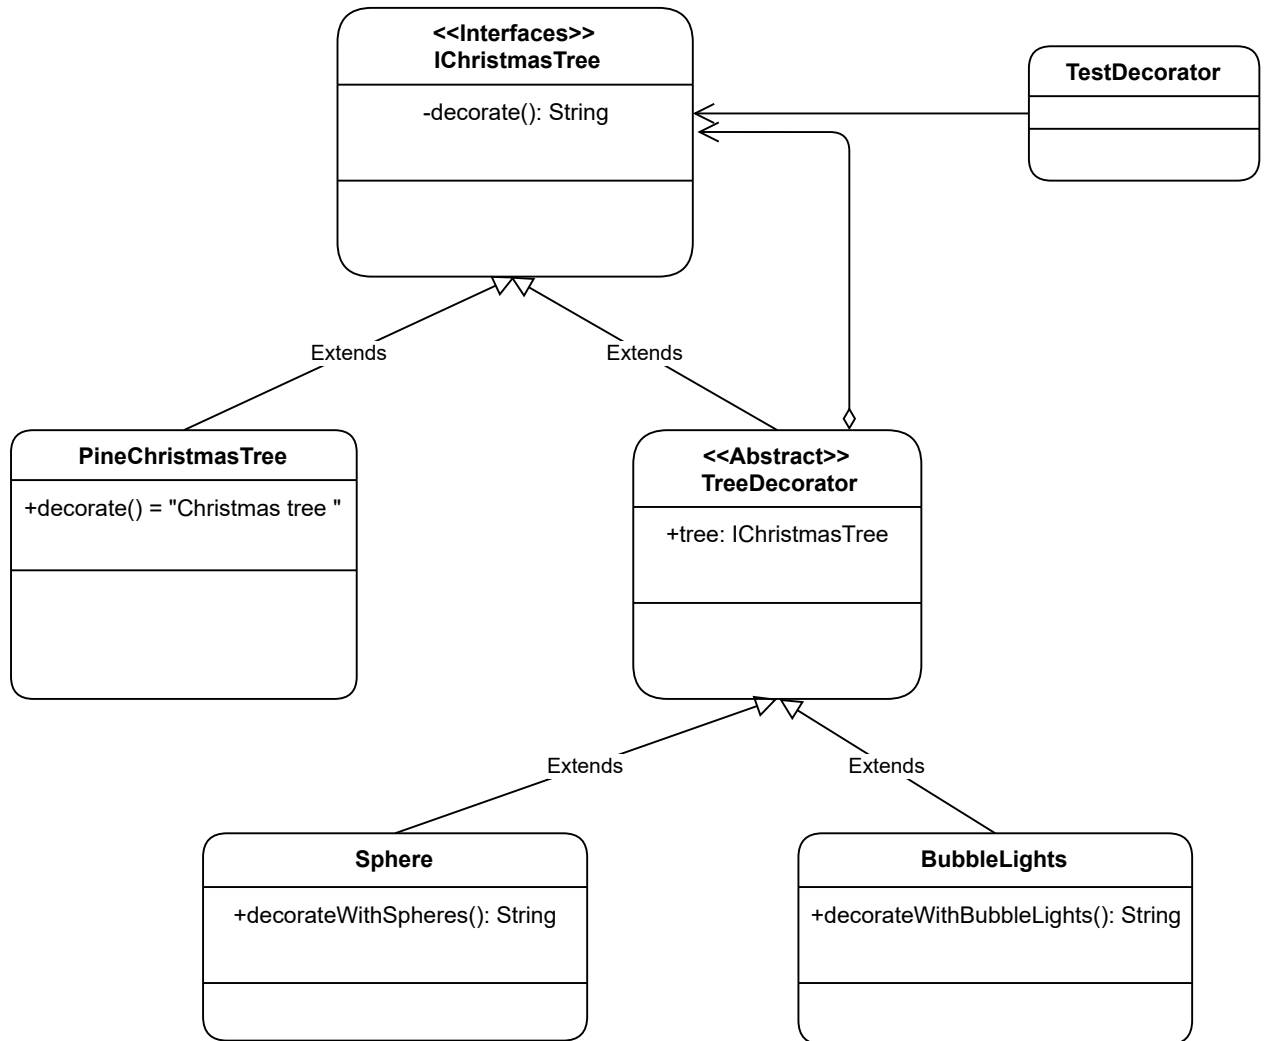 <<Interfaces>>
IChristmasTree
-decorate(): String
TestDecorator
Extends
Extends
PineChristmasTree
+decorate() = "Christmas tree "
<<Abstract>>
TreeDecorator
+tree: IChristmasTree
Extends
Extends
Sphere
+decorateWithSpheres(): String
BubbleLights
+decorateWithBubbleLights(): String